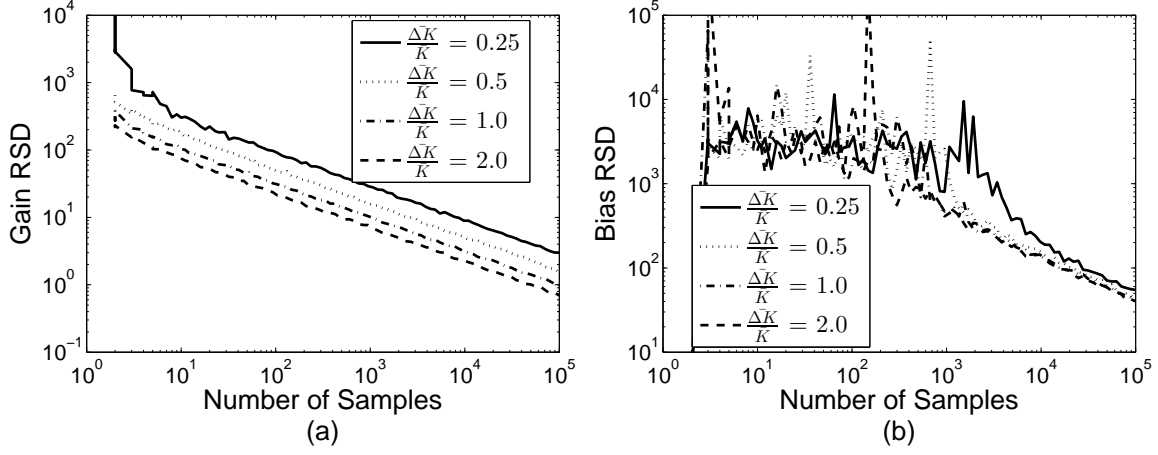 10^4
10^3
10^2
10^1
10^0
10^-1
Gain RSD
10^0 10^1 10^2 10^3 10^4 10^5
Number of Samples
(a)
ΔK̄/K̄ = 0.25
ΔK̄/K̄ = 0.5
ΔK̄/K̄ = 1.0
ΔK̄/K̄ = 2.0
10^5
10^4
10^3
10^2
10^1
Bias RSD
10^0 10^1 10^2 10^3 10^4 10^5
Number of Samples
(b)
ΔK̄/K̄ = 0.25
ΔK̄/K̄ = 0.5
ΔK̄/K̄ = 1.0
ΔK̄/K̄ = 2.0